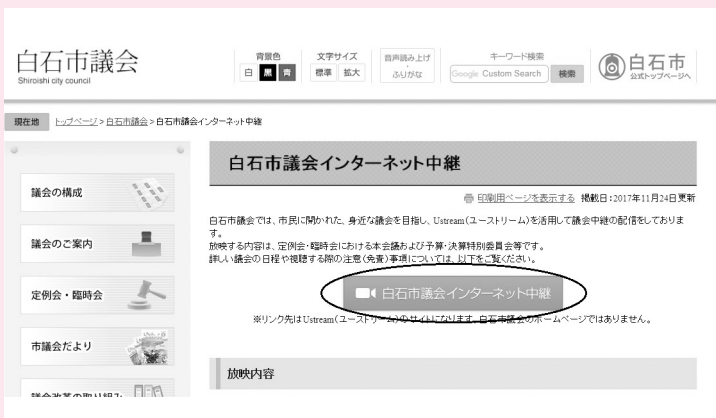 白石市議会
Shiroishi city council
背景色
白 黒 青
文字サイズ
標準 拡大
音声読み上げ
・
ふりがな
キーワード検索
Google Custom Search 検索
白石市
公式トップページへ
現在地 トップページ>白石市議会>白石市議会インターネット中継
議会の構成
議会のご案内
定例会・臨時会
市議会だより
議会改革の取り組み
白石市議会インターネット中継
印刷用ページを表示する 掲載日:2017年11月24日更新
白石市議会では、市民に開かれた、身近な議会を目指し、Ustream(ユーストリーム)を活用して議会中継の配信をしておりま
す。
放映する内容は、定例会・臨時会における本会議および予算・決算特別委員会等です。
詳しい議会の日程や視聴する際の注意(免責)事項については、以下をご覧ください。
白石市議会インターネット中継
※リンク先はUstream(ユーストリーム)のサイトになります。白石市議会のホームページではありません。
放映内容